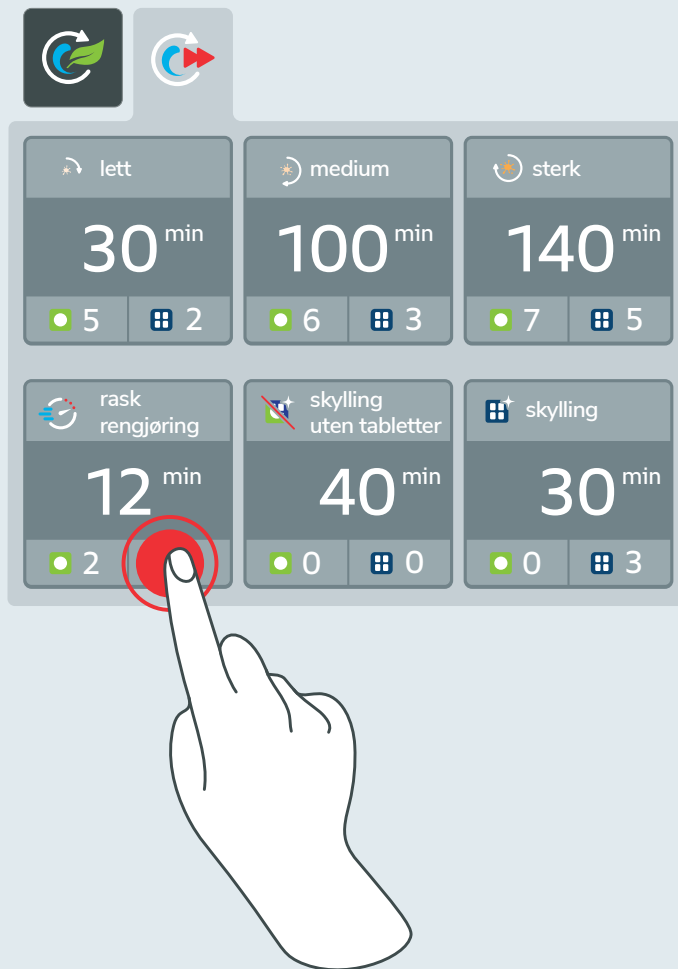 lett
30 min
5 2
medium
100 min
6 3
sterk
140 min
7 5
rask
rengjøring
12 min
2
skylling
uten tabletter
40 min
0 0
skylling
30 min
0 3